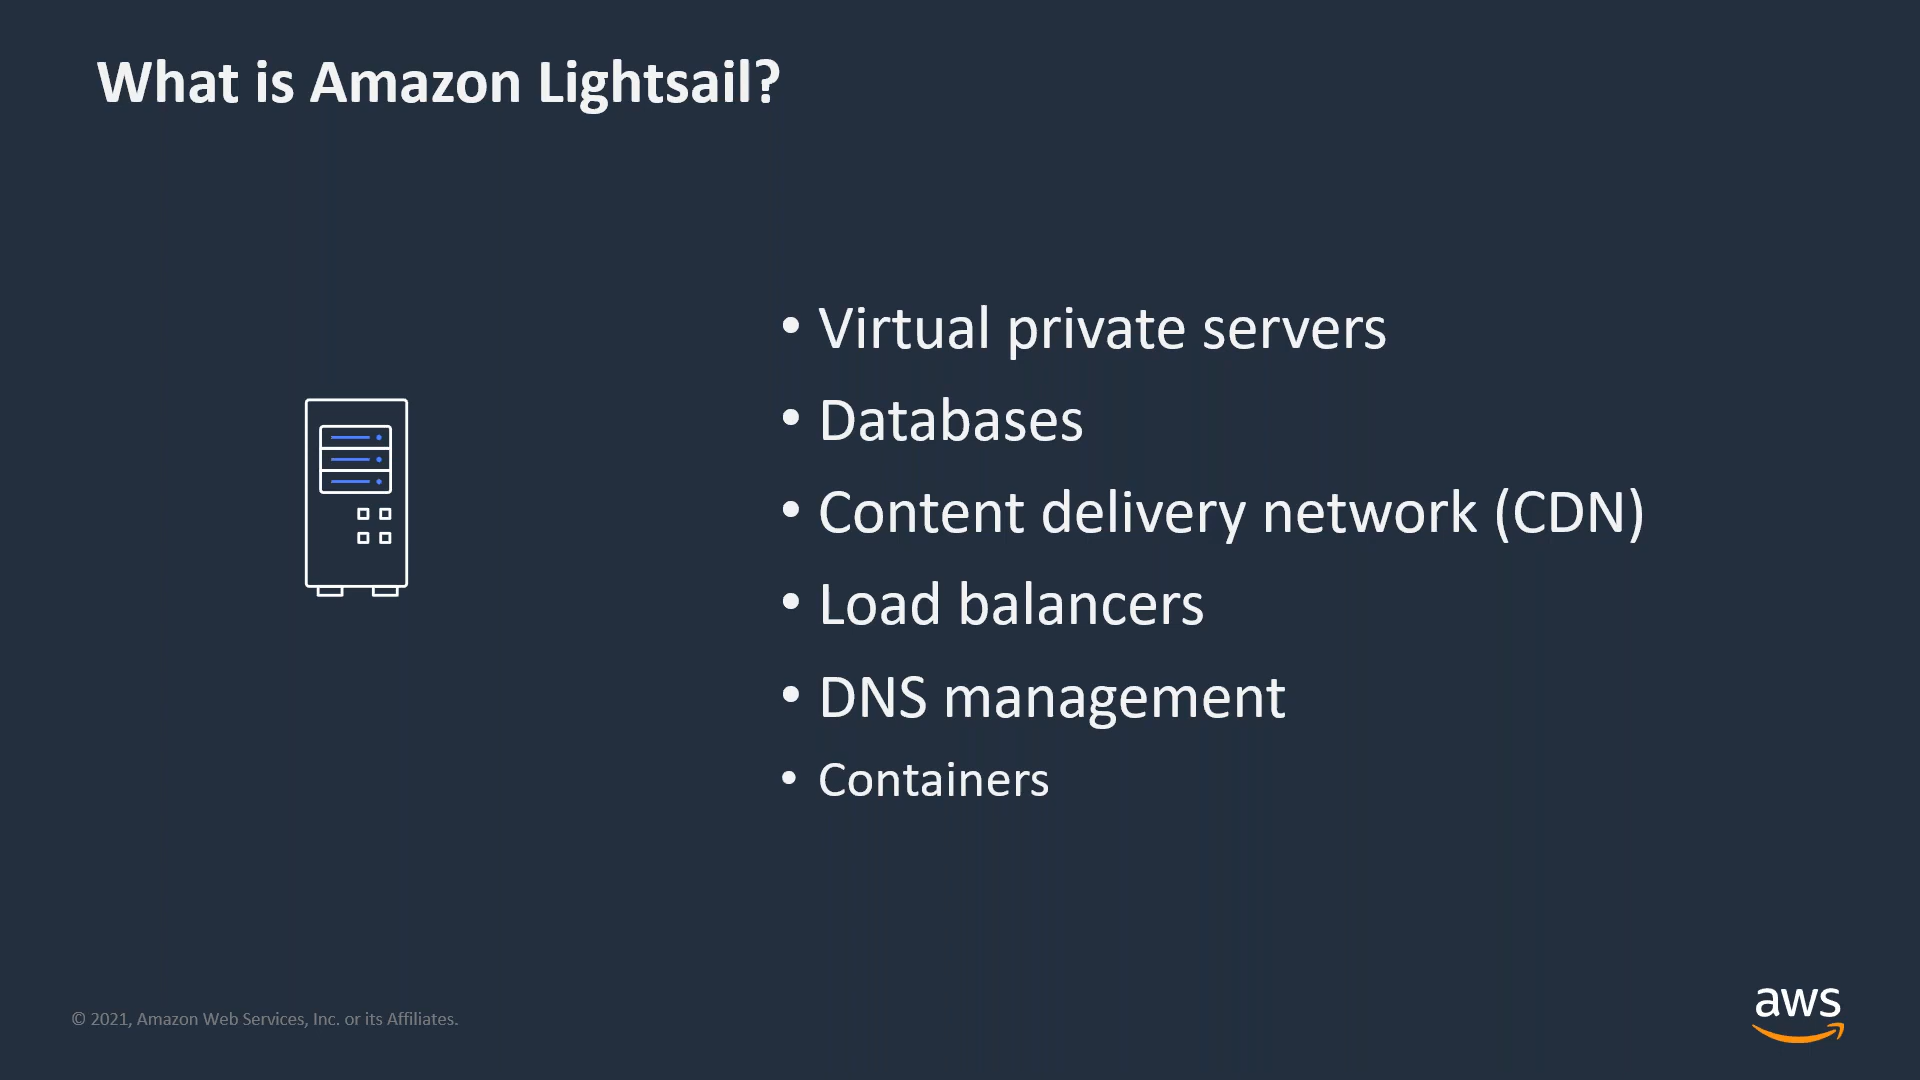 What is Amazon Lightsail?
• Virtual private servers
• Databases
• Content delivery network (CDN)
• Load balancers
• DNS management
• Containers
© 2021, Amazon Web Services, Inc. or its Affiliates.
aws